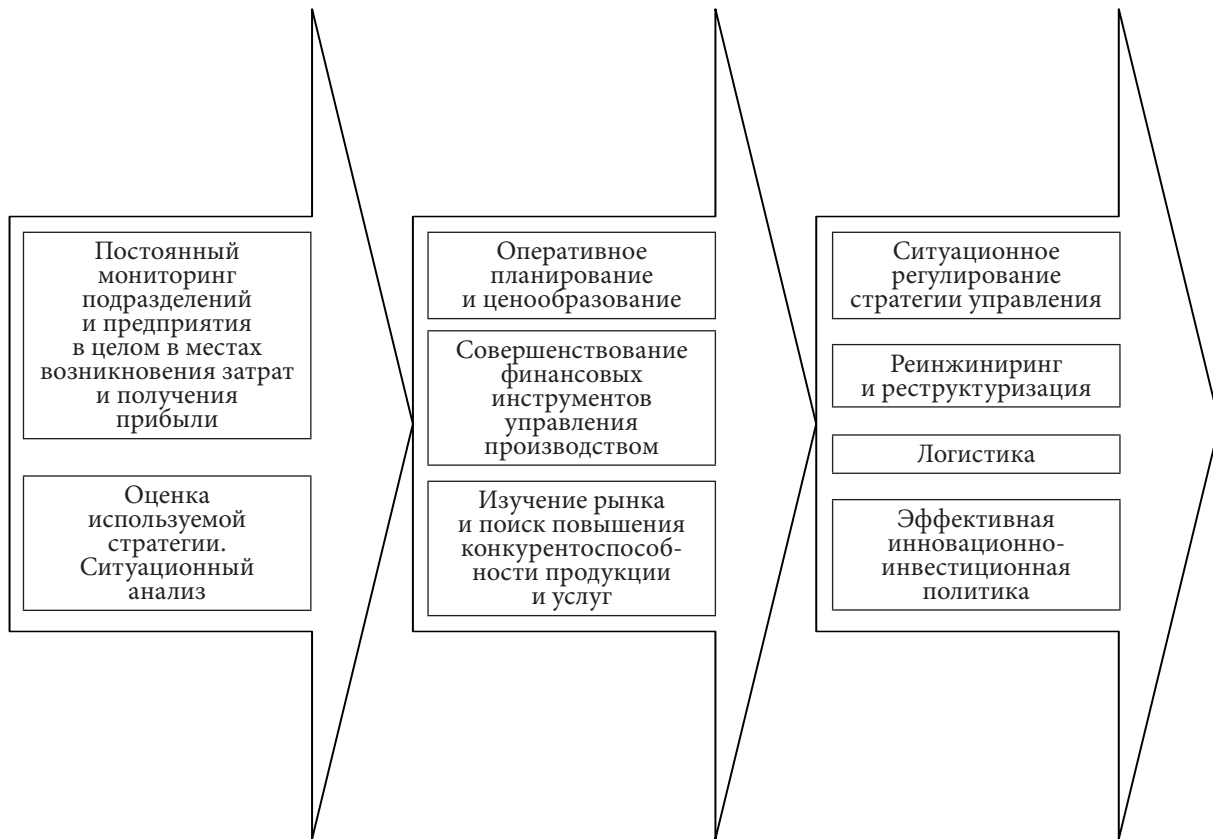 Постоянный
мониторинг
подразделений
и предприятия
в целом в местах
возникновения затрат
и получения
прибыли
Оценка
используемой
стратегии.
Ситуационный
анализ
Оперативное
планирование
и ценообразование
Совершенствование
финансовых
инструментов
управления
производством
Изучение рынка
и поиск повышения
конкурентоспособ-
ности продукции
и услуг
Ситуационное
регулирование
стратегии управления
Реинжиниринг
и реструктуризация
Логистика
Эффективная
инновационно-
инвестиционная
политика